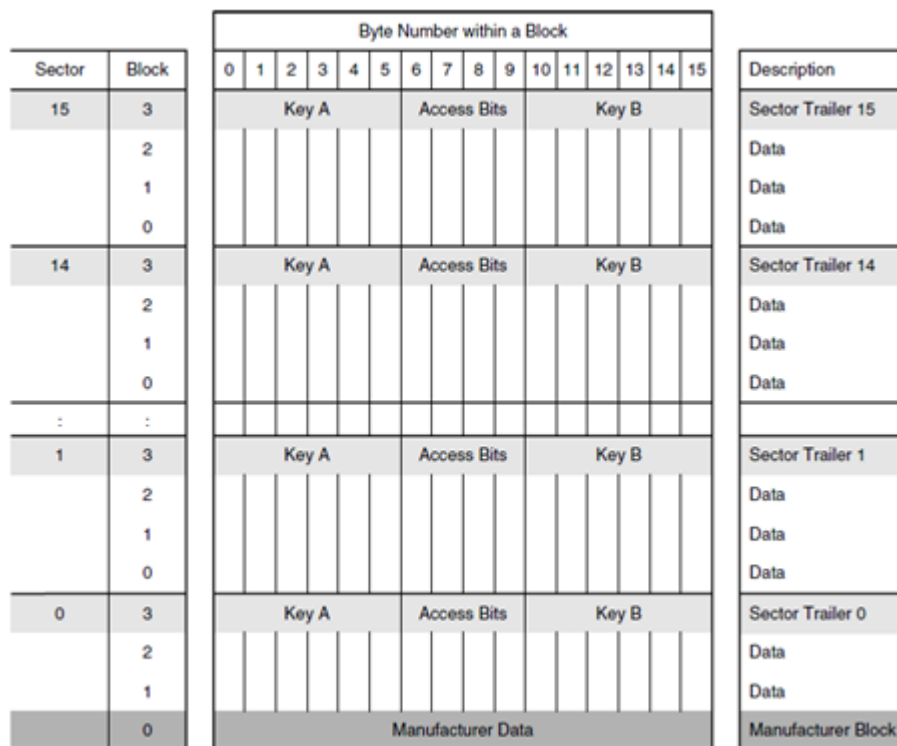 Byte Number within a Block
Sector Block 0 1 2 3 4 5 6 7 8 9 10 11 12 13 14 15 Description
15 3 Key A Access Bits Key B Sector Trailer 15
2 Data
1 Data
0 Data
14 3 Key A Access Bits Key B Sector Trailer 14
2 Data
1 Data
0 Data
: :
1 3 Key A Access Bits Key B Sector Trailer 1
2 Data
1 Data
0 Data
0 3 Key A Access Bits Key B Sector Trailer 0
2 Data
1 Data
0 Manufacturer Data Manufacturer Block